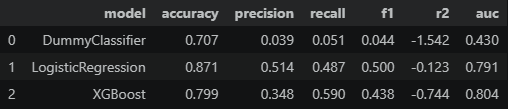 model accuracy precision recall f1 r2 auc
0 DummyClassifier 0.707 0.039 0.051 0.044 -1.542 0.430
1 LogisticRegression 0.871 0.514 0.487 0.500 -0.123 0.791
2 XGBoost 0.799 0.348 0.590 0.438 -0.744 0.804